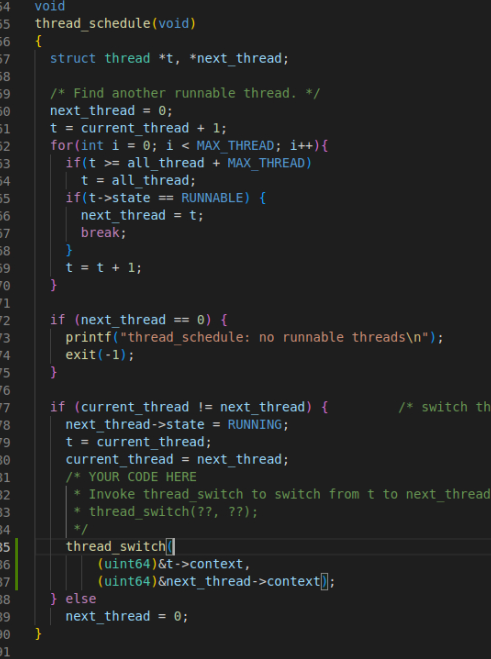 54 void
55 thread_schedule(void)
56 {
57 struct thread *t, *next_thread;
58
59 /* Find another runnable thread. */
60 next_thread = 0;
61 t = current_thread + 1;
62 for(int i = 0; i < MAX_THREAD; i++){
63 if(t >= all_thread + MAX_THREAD)
64 t = all_thread;
65 if(t->state == RUNNABLE) {
66 next_thread = t;
67 break;
68 }
69 t = t + 1;
70 }
71
72 if (next_thread == 0) {
73 printf("thread_schedule: no runnable threads\n");
74 exit(-1);
75 }
76
77 if (current_thread != next_thread) { /* switch th
78 next_thread->state = RUNNING;
79 t = current_thread;
80 current_thread = next_thread;
81 /* YOUR CODE HERE
82 * Invoke thread_switch to switch from t to next_thread
83 * thread_switch(??, ??);
84 */
85 thread_switch(
86 (uint64)&t->context,
87 (uint64)&next_thread->context);
88 } else
89 next_thread = 0;
90 }
91